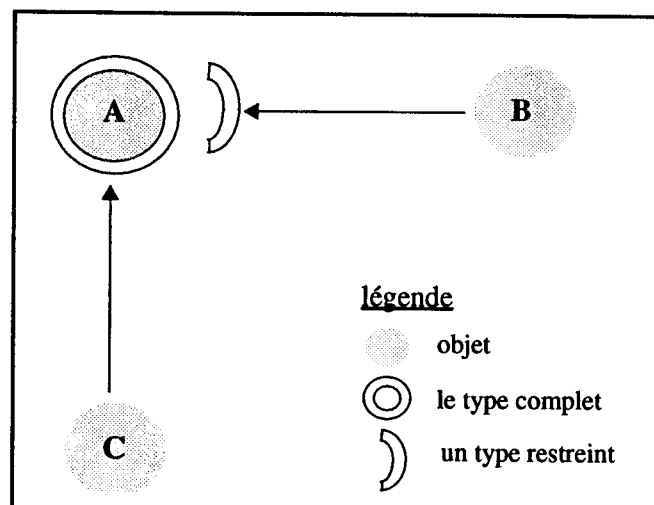 A
B
C
légende
objet
le type complet
un type restreint